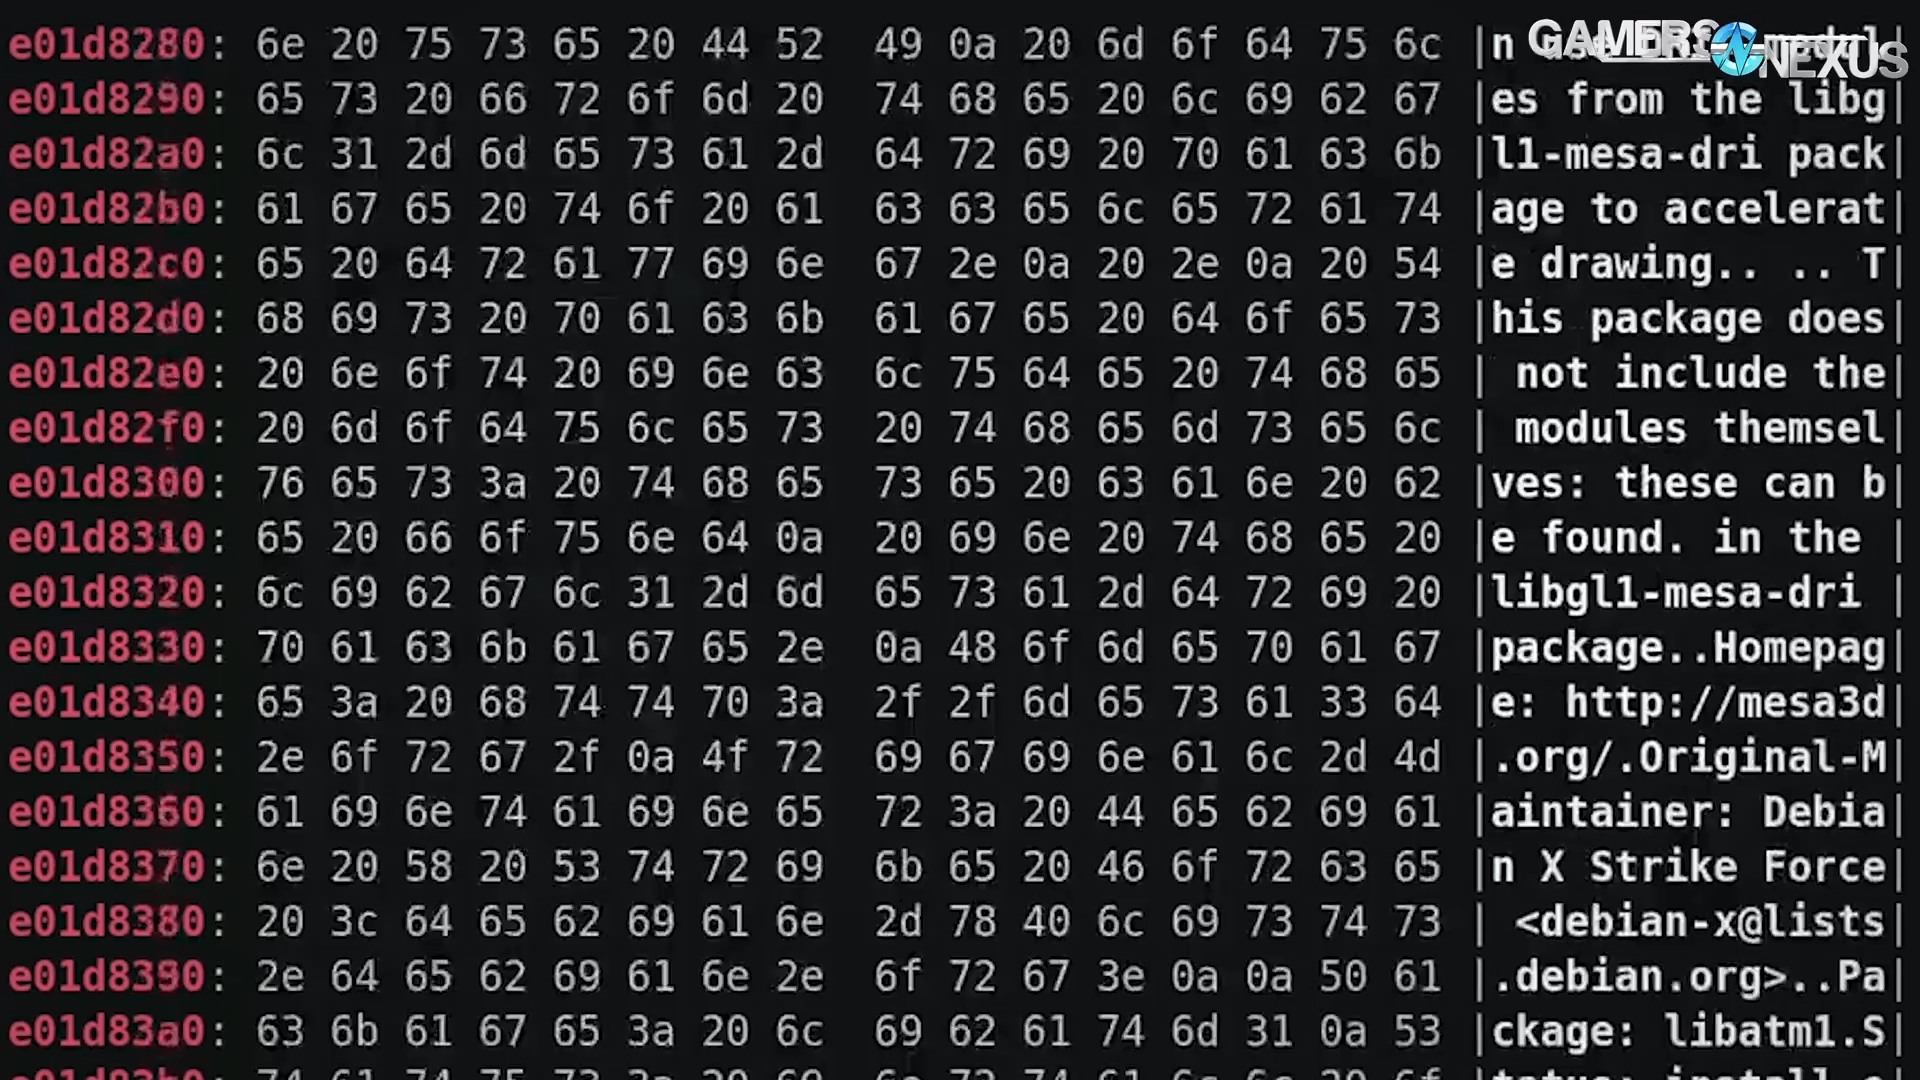 GAMERS NEXUS
e01d8280: 6e 20 75 73 65 20 44 52 49 0a 20 6d 6f 64 75 6c |n use DRI. modul|
e01d8290: 65 73 20 66 72 6f 6d 20 74 68 65 20 6c 69 62 67 |es from the libg|
e01d82a0: 6c 31 2d 6d 65 73 61 2d 64 72 69 20 70 61 63 6b |l1-mesa-dri pack|
e01d82b0: 61 67 65 20 74 6f 20 61 63 63 65 6c 65 72 61 74 |age to accelerat|
e01d82c0: 65 20 64 72 61 77 69 6e 67 2e 0a 20 2e 0a 20 54 |e drawing.. .. T|
e01d82d0: 68 69 73 20 70 61 63 6b 61 67 65 20 64 6f 65 73 |his package does|
e01d82e0: 20 6e 6f 74 20 69 6e 63 6c 75 64 65 20 74 68 65 | not include the|
e01d82f0: 20 6d 6f 64 75 6c 65 73 20 74 68 65 6d 73 65 6c | modules themsel|
e01d8300: 76 65 73 3a 20 74 68 65 73 65 20 63 61 6e 20 62 |ves: these can b|
e01d8310: 65 20 66 6f 75 6e 64 0a 20 69 6e 20 74 68 65 20 |e found. in the |
e01d8320: 6c 69 62 67 6c 31 2d 6d 65 73 61 2d 64 72 69 20 |libgl1-mesa-dri |
e01d8330: 70 61 63 6b 61 67 65 2e 0a 48 6f 6d 65 70 61 67 |package..Homepag|
e01d8340: 65 3a 20 68 74 74 70 3a 2f 2f 6d 65 73 61 33 64 |e: http://mesa3d|
e01d8350: 2e 6f 72 67 2f 0a 4f 72 69 67 69 6e 61 6c 2d 4d |.org/.Original-M|
e01d8360: 61 69 6e 74 61 69 6e 65 72 3a 20 44 65 62 69 61 |aintainer: Debia|
e01d8370: 6e 20 58 20 53 74 72 69 6b 65 20 46 6f 72 63 65 |n X Strike Force|
e01d8380: 20 3c 64 65 62 69 61 6e 2d 78 40 6c 69 73 74 73 | <debian-x@lists|
e01d8390: 2e 64 65 62 69 61 6e 2e 6f 72 67 3e 0a 0a 50 61 |.debian.org>..Pa|
e01d83a0: 63 6b 61 67 65 3a 20 6c 69 62 61 74 6d 31 0a 53 |ckage: libatm1.S|